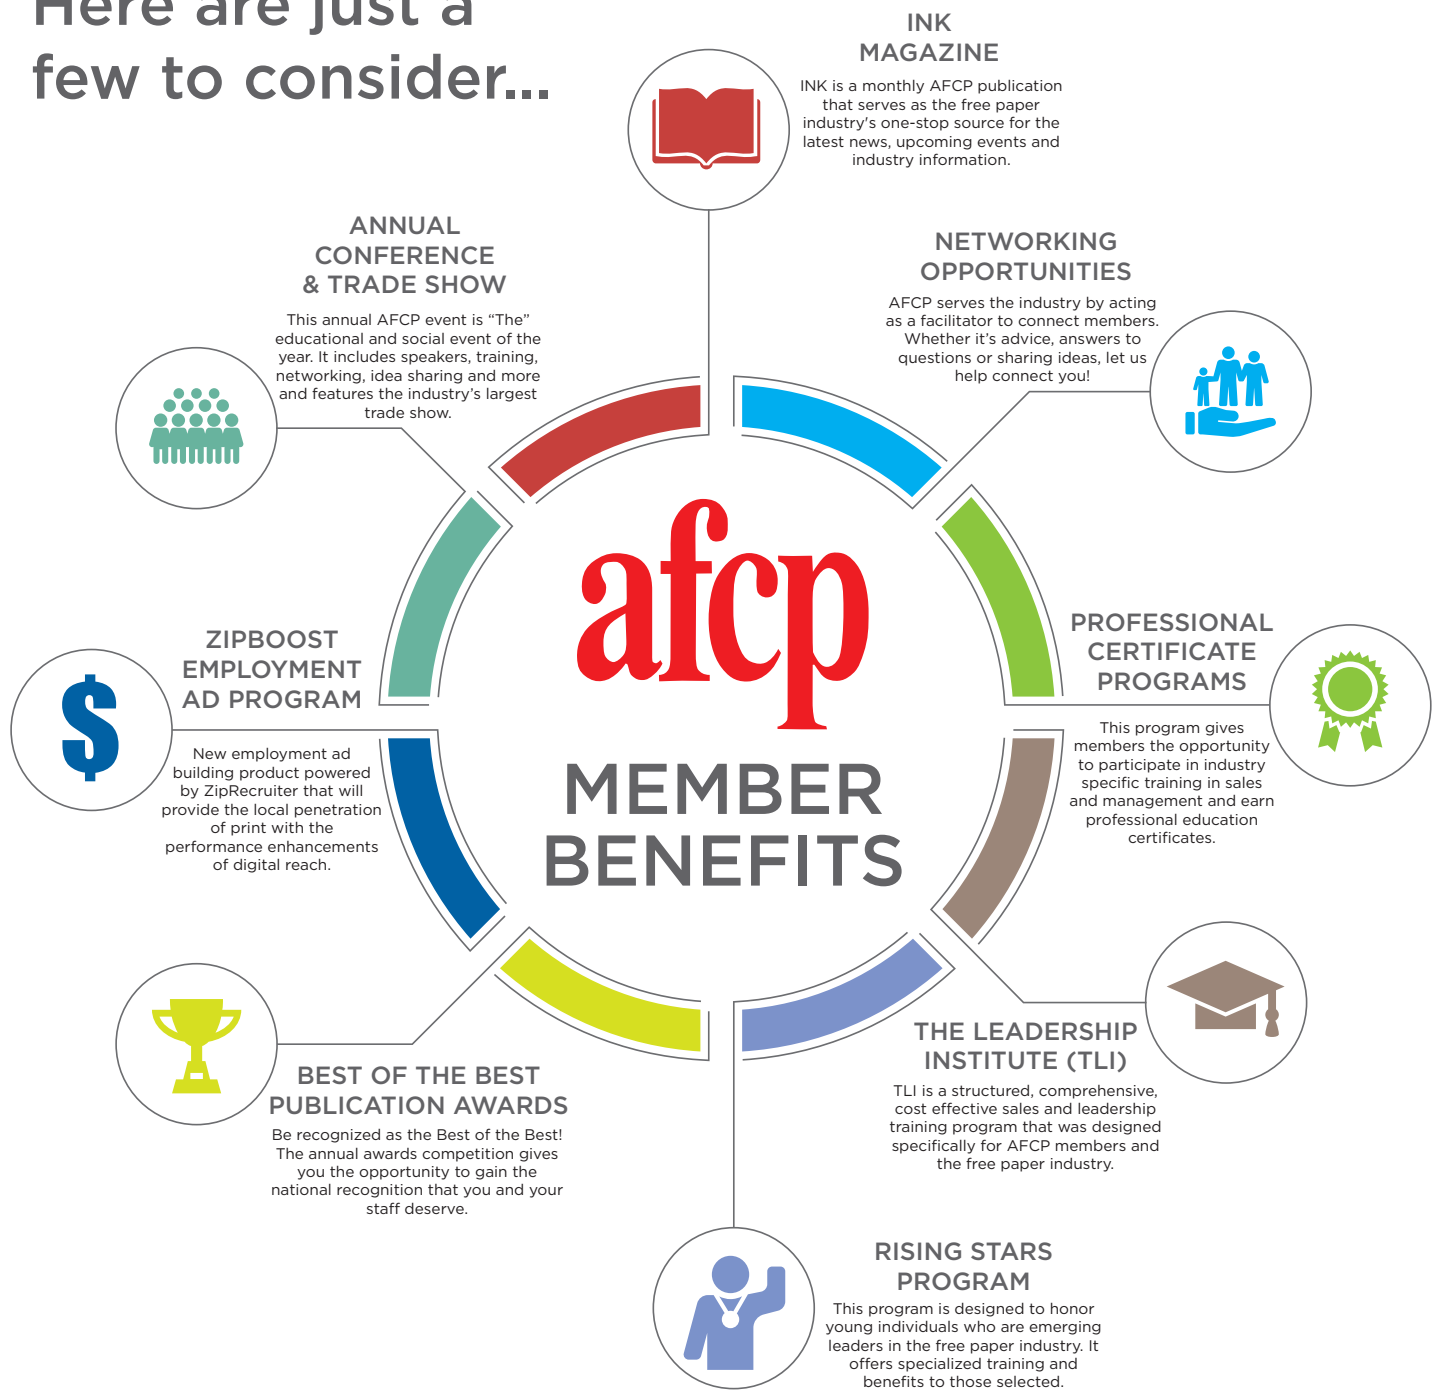 Here are just a
few to consider...
INK
MAGAZINE
INK is a monthly AFCP publication
that serves as the free paper
industry's one-stop source for the
latest news, upcoming events and
industry information.
ANNUAL
CONFERENCE
& TRADE SHOW
This annual AFCP event is “The”
educational and social event of the
year. It includes speakers, training,
networking, idea sharing and more
and features the industry’s largest
trade show.
NETWORKING
OPPORTUNITIES
AFCP serves the industry by acting
as a facilitator to connect members.
Whether it’s advice, answers to
questions or sharing ideas, let us
help connect you!
afcp
MEMBER
BENEFITS
ZIPBOOST
EMPLOYMENT
AD PROGRAM
$
New employment ad
building product powered
by ZipRecruiter that will
provide the local penetration
of print with the
performance enhancements
of digital reach.
PROFESSIONAL
CERTIFICATE
PROGRAMS
This program gives
members the opportunity
to participate in industry
specific training in sales
and management and earn
professional education
certificates.
BEST OF THE BEST
PUBLICATION AWARDS
Be recognized as the Best of the Best!
The annual awards competition gives
you the opportunity to gain the
national recognition that you and your
staff deserve.
THE LEADERSHIP
INSTITUTE (TLI)
TLI is a structured, comprehensive,
cost effective sales and leadership
training program that was designed
specifically for AFCP members and
the free paper industry.
RISING STARS
PROGRAM
This program is designed to honor
young individuals who are emerging
leaders in the free paper industry. It
offers specialized training and
benefits to those selected.